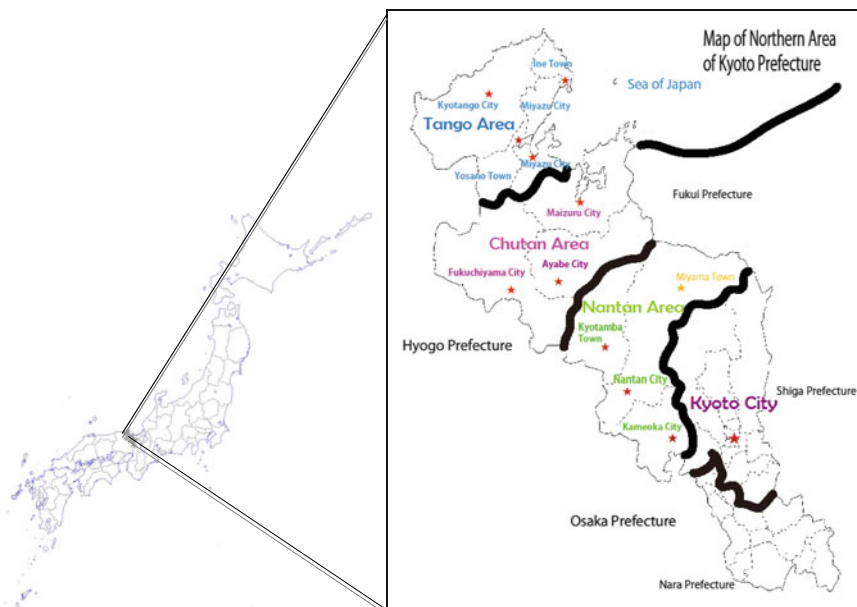 Map of Northern Area
of Kyoto Prefecture
Ine Town
Sea of Japan
Kyotango City
Miyazu City
Tango Area
Miyazu City
Yosano Town
Fukui Prefecture
Maizuru City
Chutan Area
Ayabe City
Fukuchiyama City
Miyama Town
Nantan Area
Kyotamba
Town
Hyogo Prefecture
Nantan City
Shiga Prefecture
Kyoto City
Kameoka City
Osaka Prefecture
Nara Prefecture